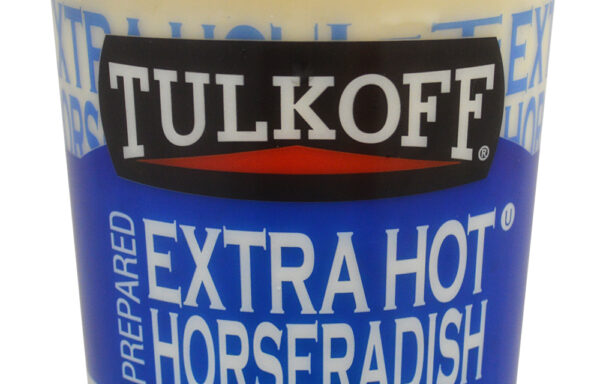 TULKOFF®
PREPARED
EXTRA HOT Ⓤ
HORSERADISH